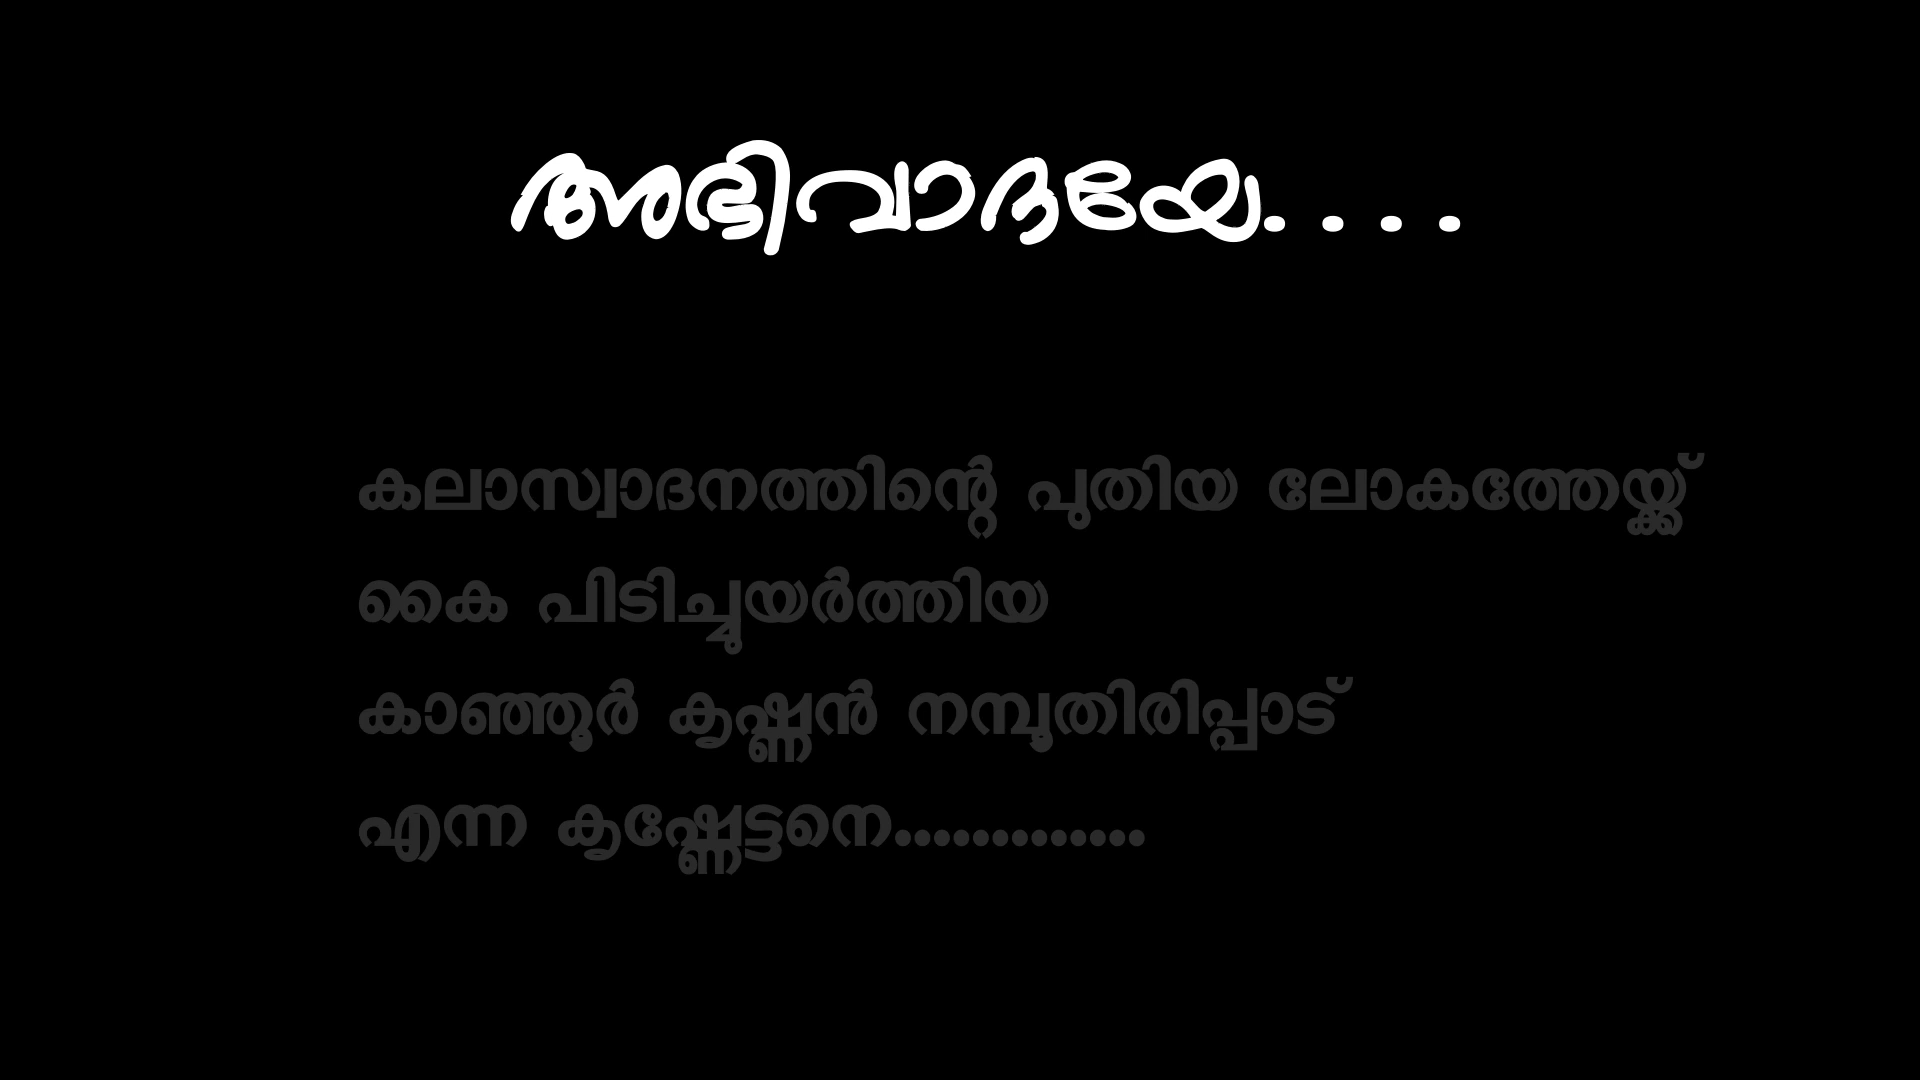 അഭിവാദയേ....
കലാസ്വാദനത്തിന്റെ പുതിയ ലോകത്തേയ്ക്ക്
കൈ പിടിച്ചുയർത്തിയ
കാഞ്ഞൂർ കൃഷ്ണൻ നമ്പൂതിരിപ്പാട്
എന്ന കൃഷ്ണേട്ടനെ.............